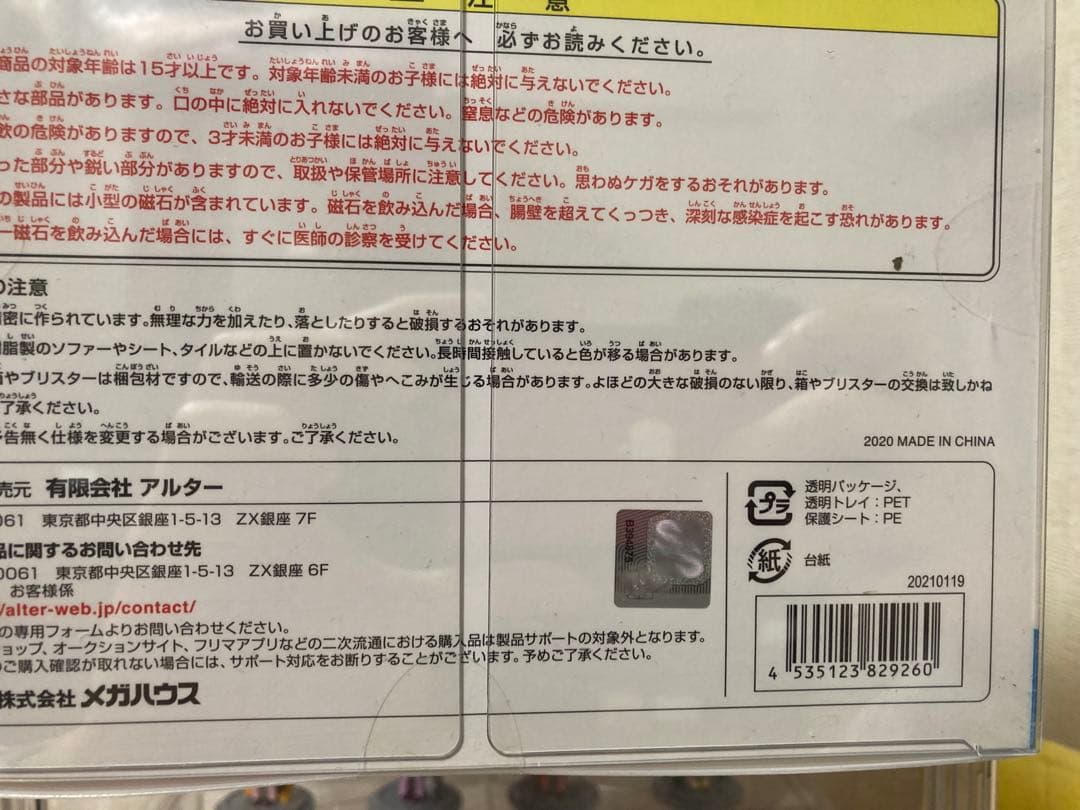 注意
お買い上げのお客様へ 必ずお読みください。
商品の対象年齢は15才以上です。対象年齢未満のお子様には絶対に与えないでください。
さな部品があります。口の中に絶対に入れないでください。窒息などの危険があります。
飲の危険がありますので、3才未満のお子様には絶対に与えないでください。
った部分や鋭い部分がありますので、取扱や保管場所に注意してください。思わぬケガをするおそれがあります。
の製品には小型の磁石が含まれています。磁石を飲み込んだ場合、腸壁を超えてくっつき、深刻な感染症を起こす恐れがあります。
一磁石を飲み込んだ場合には、すぐに医師の診察を受けてください。
の注意
密に作られています。無理な力を加えたり、落としたりすると破損するおそれがあります。
脂製のソファーやシート、タイルなどの上に置かないでください。長時間接触していると色が移る場合があります。
やブリスターは梱包材ですので、輸送の際に多少の傷やへこみが生じる場合があります。よほどの大きな破損のない限り、箱やブリスターの交換は致しかね
了承ください。
告無く仕様を変更する場合がございます。ご了承ください。
2020 MADE IN CHINA
売元 有限会社 アルター
0061 東京都中央区銀座1-5-13 ZX銀座 7F
品に関するお問い合わせ先
0061 東京都中央区銀座1-5-13 ZX銀座 6F
お客様係
/alter-web.jp/contact/
の専用フォームよりお問い合わせください。
ョップ、オークションサイト、フリマアプリなどの二次流通における購入品は製品サポートの対象外となります。
のご購入確認が取れない場合には、サポート対応をお断りすることがございます。予めご了承ください。
株式会社 メガハウス
プラ
透明パッケージ、
透明トレイ：PET
保護シート：PE
紙
台紙
20210119
4 535123 829260